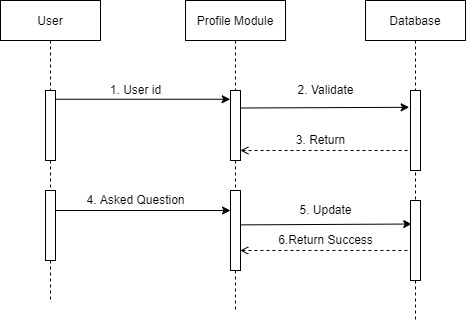 User
Profile Module
Database
1. User id
2. Validate
3. Return
4. Asked Question
5. Update
6.Return Success